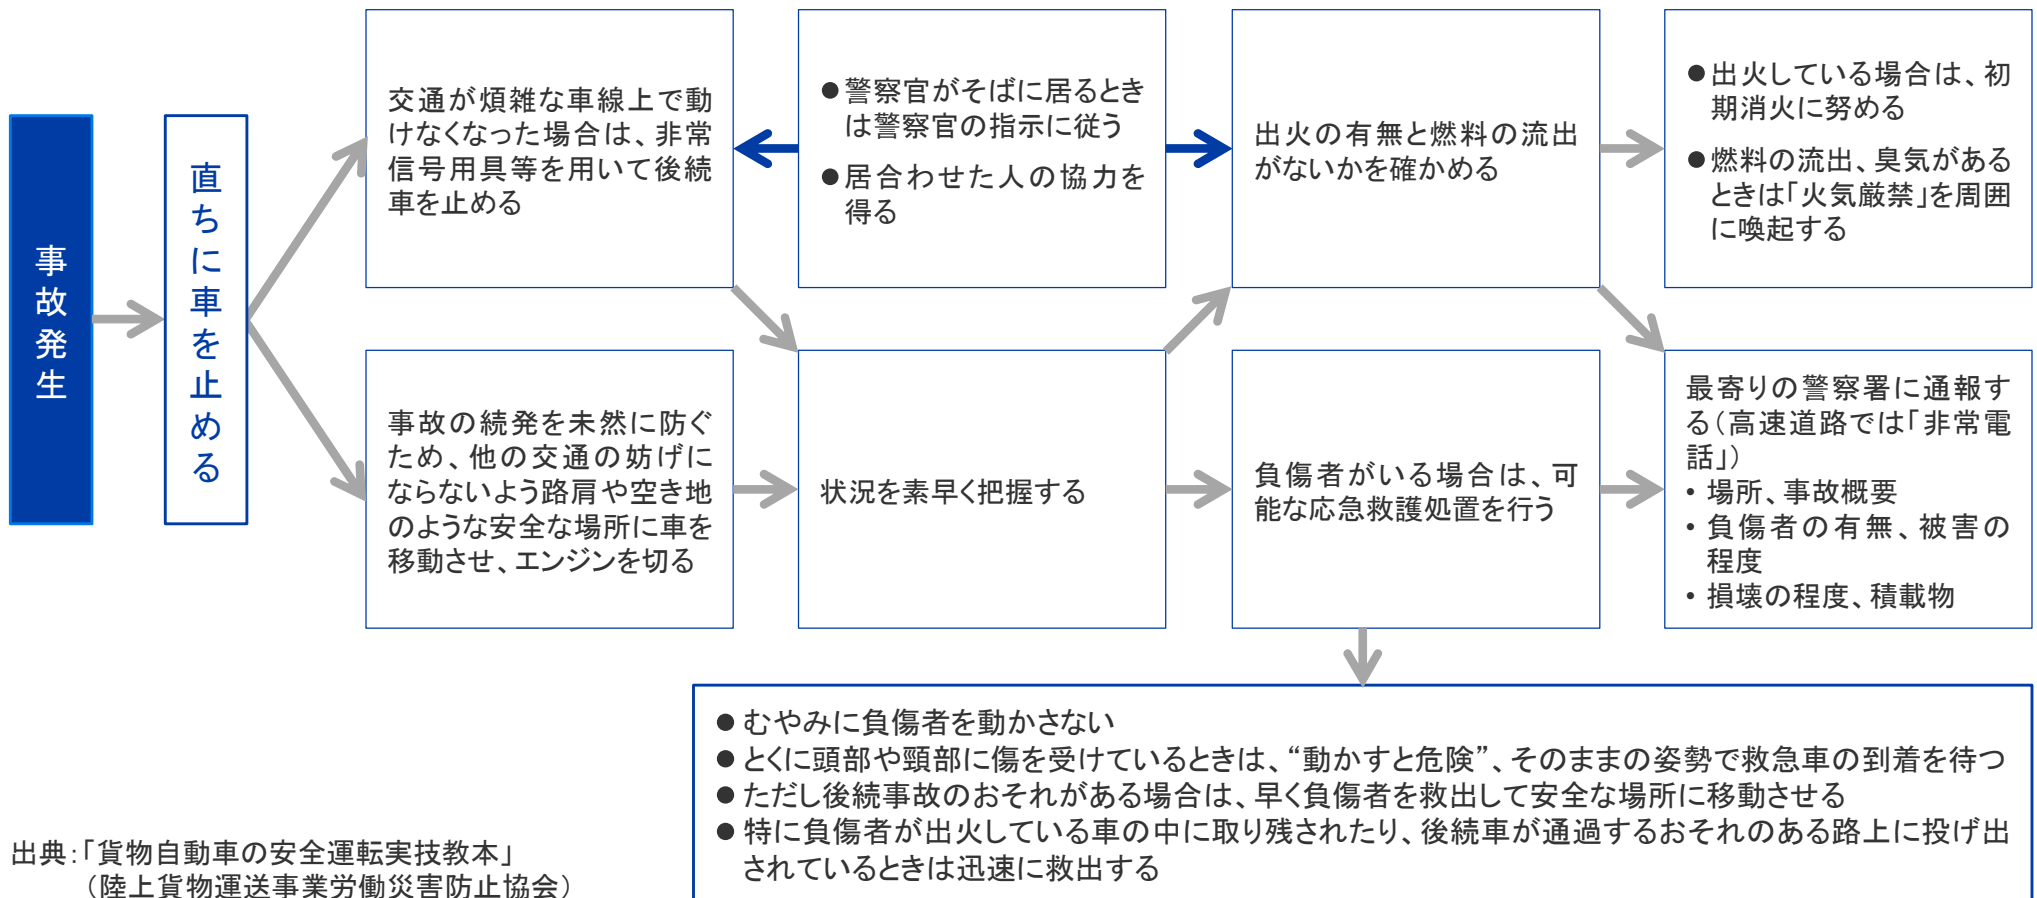 事故発生
直ちに車を止める
交通が煩雑な車線上で動
けなくなった場合は、非常
信号用具等を用いて後続
車を止める
●警察官がそばに居るとき
は警察官の指示に従う
●居合わせた人の協力を
得る
出火の有無と燃料の流出
がないかを確かめる
●出火している場合は、初
期消火に努める
●燃料の流出、臭気がある
ときは「火気厳禁」を周囲
に喚起する
事故の続発を未然に防ぐ
ため、他の交通の妨げに
ならないよう路肩や空き地
のような安全な場所に車を
移動させ、エンジンを切る
状況を素早く把握する
負傷者がいる場合は、可
能な応急救護処置を行う
最寄りの警察署に通報す
る（高速道路では「非常電
話」）
・場所、事故概要
・負傷者の有無、被害の
程度
・損壊の程度、積載物
●むやみに負傷者を動かさない
●とくに頭部や頸部に傷を受けているときは、“動かすと危険”、そのままの姿勢で救急車の到着を待つ
●ただし後続事故のおそれがある場合は、早く負傷者を救出して安全な場所に移動させる
●特に負傷者が出火している車の中に取り残されたり、後続車が通過するおそれのある路上に投げ出
されているときは迅速に救出する
出典：「貨物自動車の安全運転実技教本」
（陸上貨物運送事業労働災害防止協会）